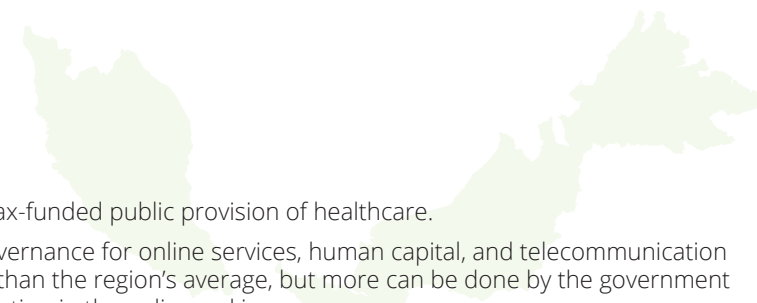 ax-funded public provision of healthcare.
vernance for online services, human capital, and telecommunication
than the region's average, but more can be done by the government